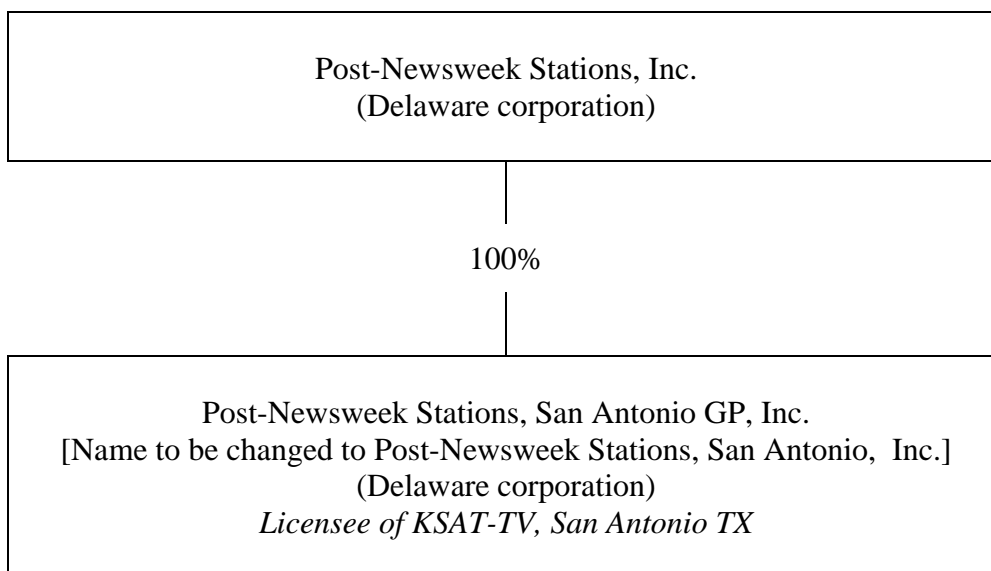 Post-Newsweek Stations, Inc.
(Delaware corporation)
100%
Post-Newsweek Stations, San Antonio GP, Inc.
[Name to be changed to Post-Newsweek Stations, San Antonio,  Inc.]
(Delaware corporation)
Licensee of KSAT-TV, San Antonio TX